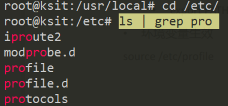 root@ksit:/usr/local# cd /etc/
root@ksit:/etc# ls | grep pro
iproute2
modprobe.d
profile
profile.d
protocols